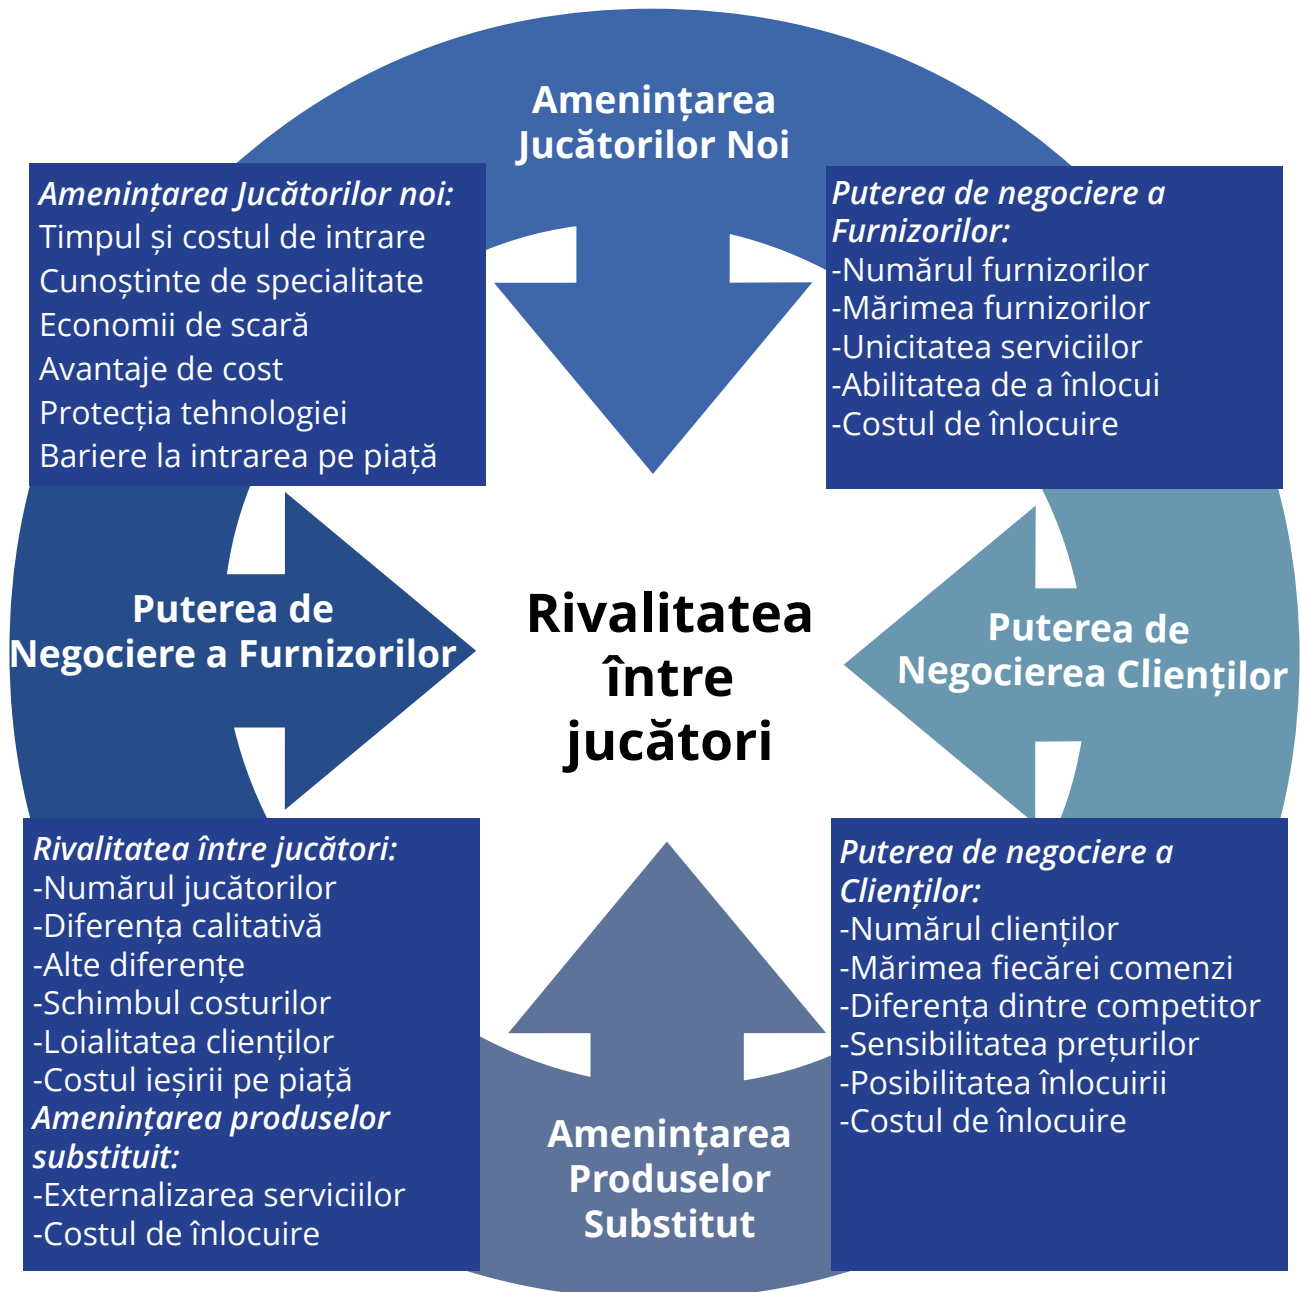 Amenințarea
Jucătorilor Noi
Amenințarea Jucătorilor noi:
Timpul și costul de intrare
Cunoștinte de specialitate
Economii de scară
Avantaje de cost
Protecția tehnologiei
Bariere la intrarea pe piață
Puterea de negociere a
Furnizorilor:
-Numărul furnizorilor
-Mărimea furnizorilor
-Unicitatea serviciilor
-Abilitatea de a înlocui
-Costul de înlocuire
Puterea de
Negociere a Furnizorilor
Rivalitatea
între
jucători
Puterea de
Negocierea Clienților
Rivalitatea între jucători:
-Numărul jucătorilor
-Diferența calitativă
-Alte diferențe
-Schimbul costurilor
-Loialitatea clienților
-Costul ieșirii pe piață
Amenințarea produselor
substituit:
-Externalizarea serviciilor
-Costul de înlocuire
Amenințarea
Produselor
Substitut
Puterea de negociere a
Clienților:
-Numărul clienților
-Mărimea fiecărei comenzi
-Diferența dintre competitor
-Sensibilitatea prețurilor
-Posibilitatea înlocuirii
-Costul de înlocuire